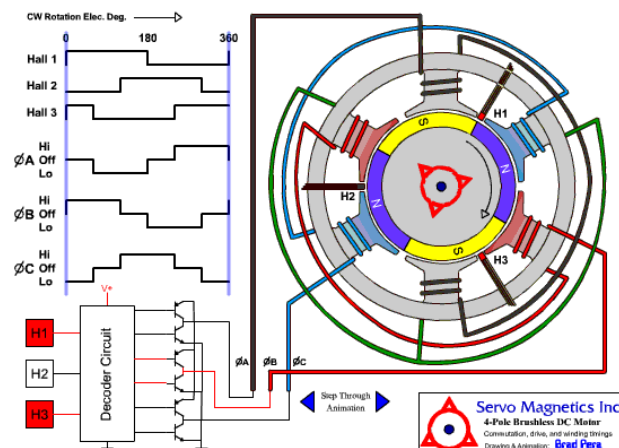 CW Rotation Elec. Deg.
0 180 360
Hall 1
Hall 2
Hall 3
Hi
ØA Off
Lo
Hi
ØB Off
Lo
Hi
ØC Off
Lo
S
N
N
S
H1
H2
H3
V+
H1
H2
H3
Decoder Circuit
ØA ØB ØC
Step Through
Animation
Servo Magnetics Inc
4-Pole Brushless DC Motor
Commutation, drive, and winding timings
Drawing & Animation: Brad Pera